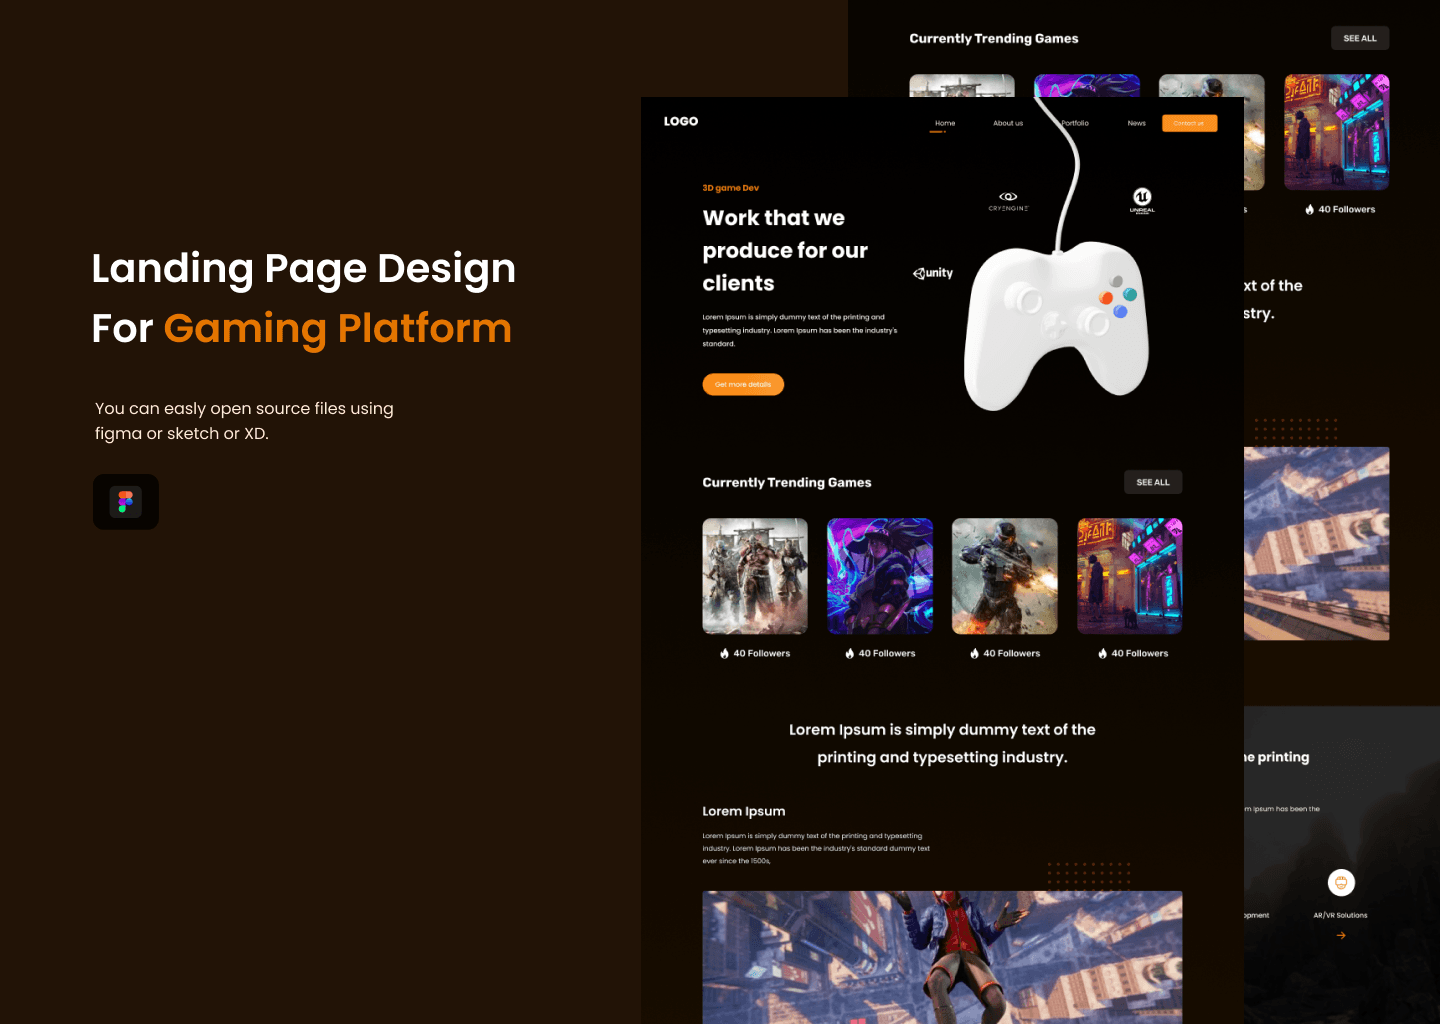 Landing Page Design
For Gaming Platform
You can easly open source files using
figma or sketch or XD.
Currently Trending Games
SEE ALL
40 Followers
xt of the
stry.
ne printing
m Ipsum has been the
opment
AR/VR Solutions
LOGO
Home
About us
Portfolio
News
Contact us
3D game Dev
Work that we
produce for our
clients
Lorem Ipsum is simply dummy text of the printing and
typesetting industry. Lorem Ipsum has been the industry's
standard.
Get more details
CRYENGINE
UNREAL
unity
Currently Trending Games
SEE ALL
40 Followers
40 Followers
40 Followers
40 Followers
Lorem Ipsum is simply dummy text of the
printing and typesetting industry.
Lorem Ipsum
Lorem Ipsum is simply dummy text of the printing and typesetting
industry. Lorem Ipsum has been the industry's standard dummy text
ever since the 1500s,